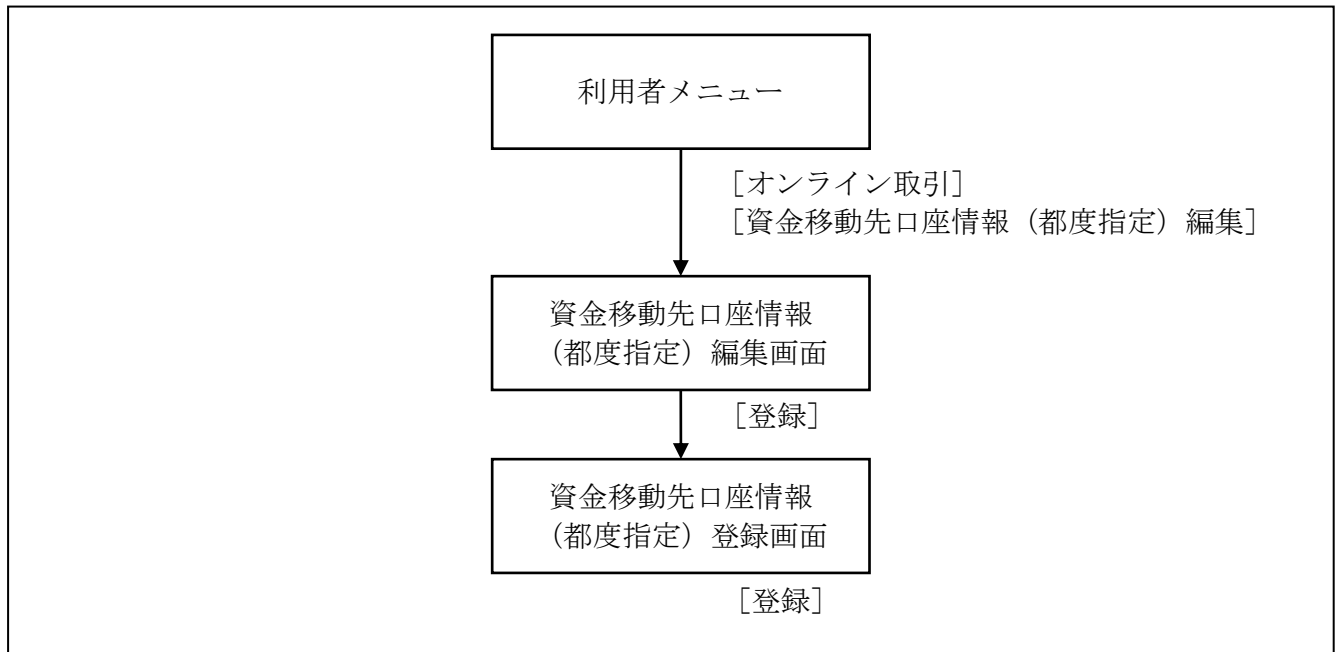 利用者メニュー
［オンライン取引］
［資金移動先口座情報（都度指定）編集］
資金移動先口座情報
（都度指定）編集画面
［登録］
資金移動先口座情報
（都度指定）登録画面
［登録］